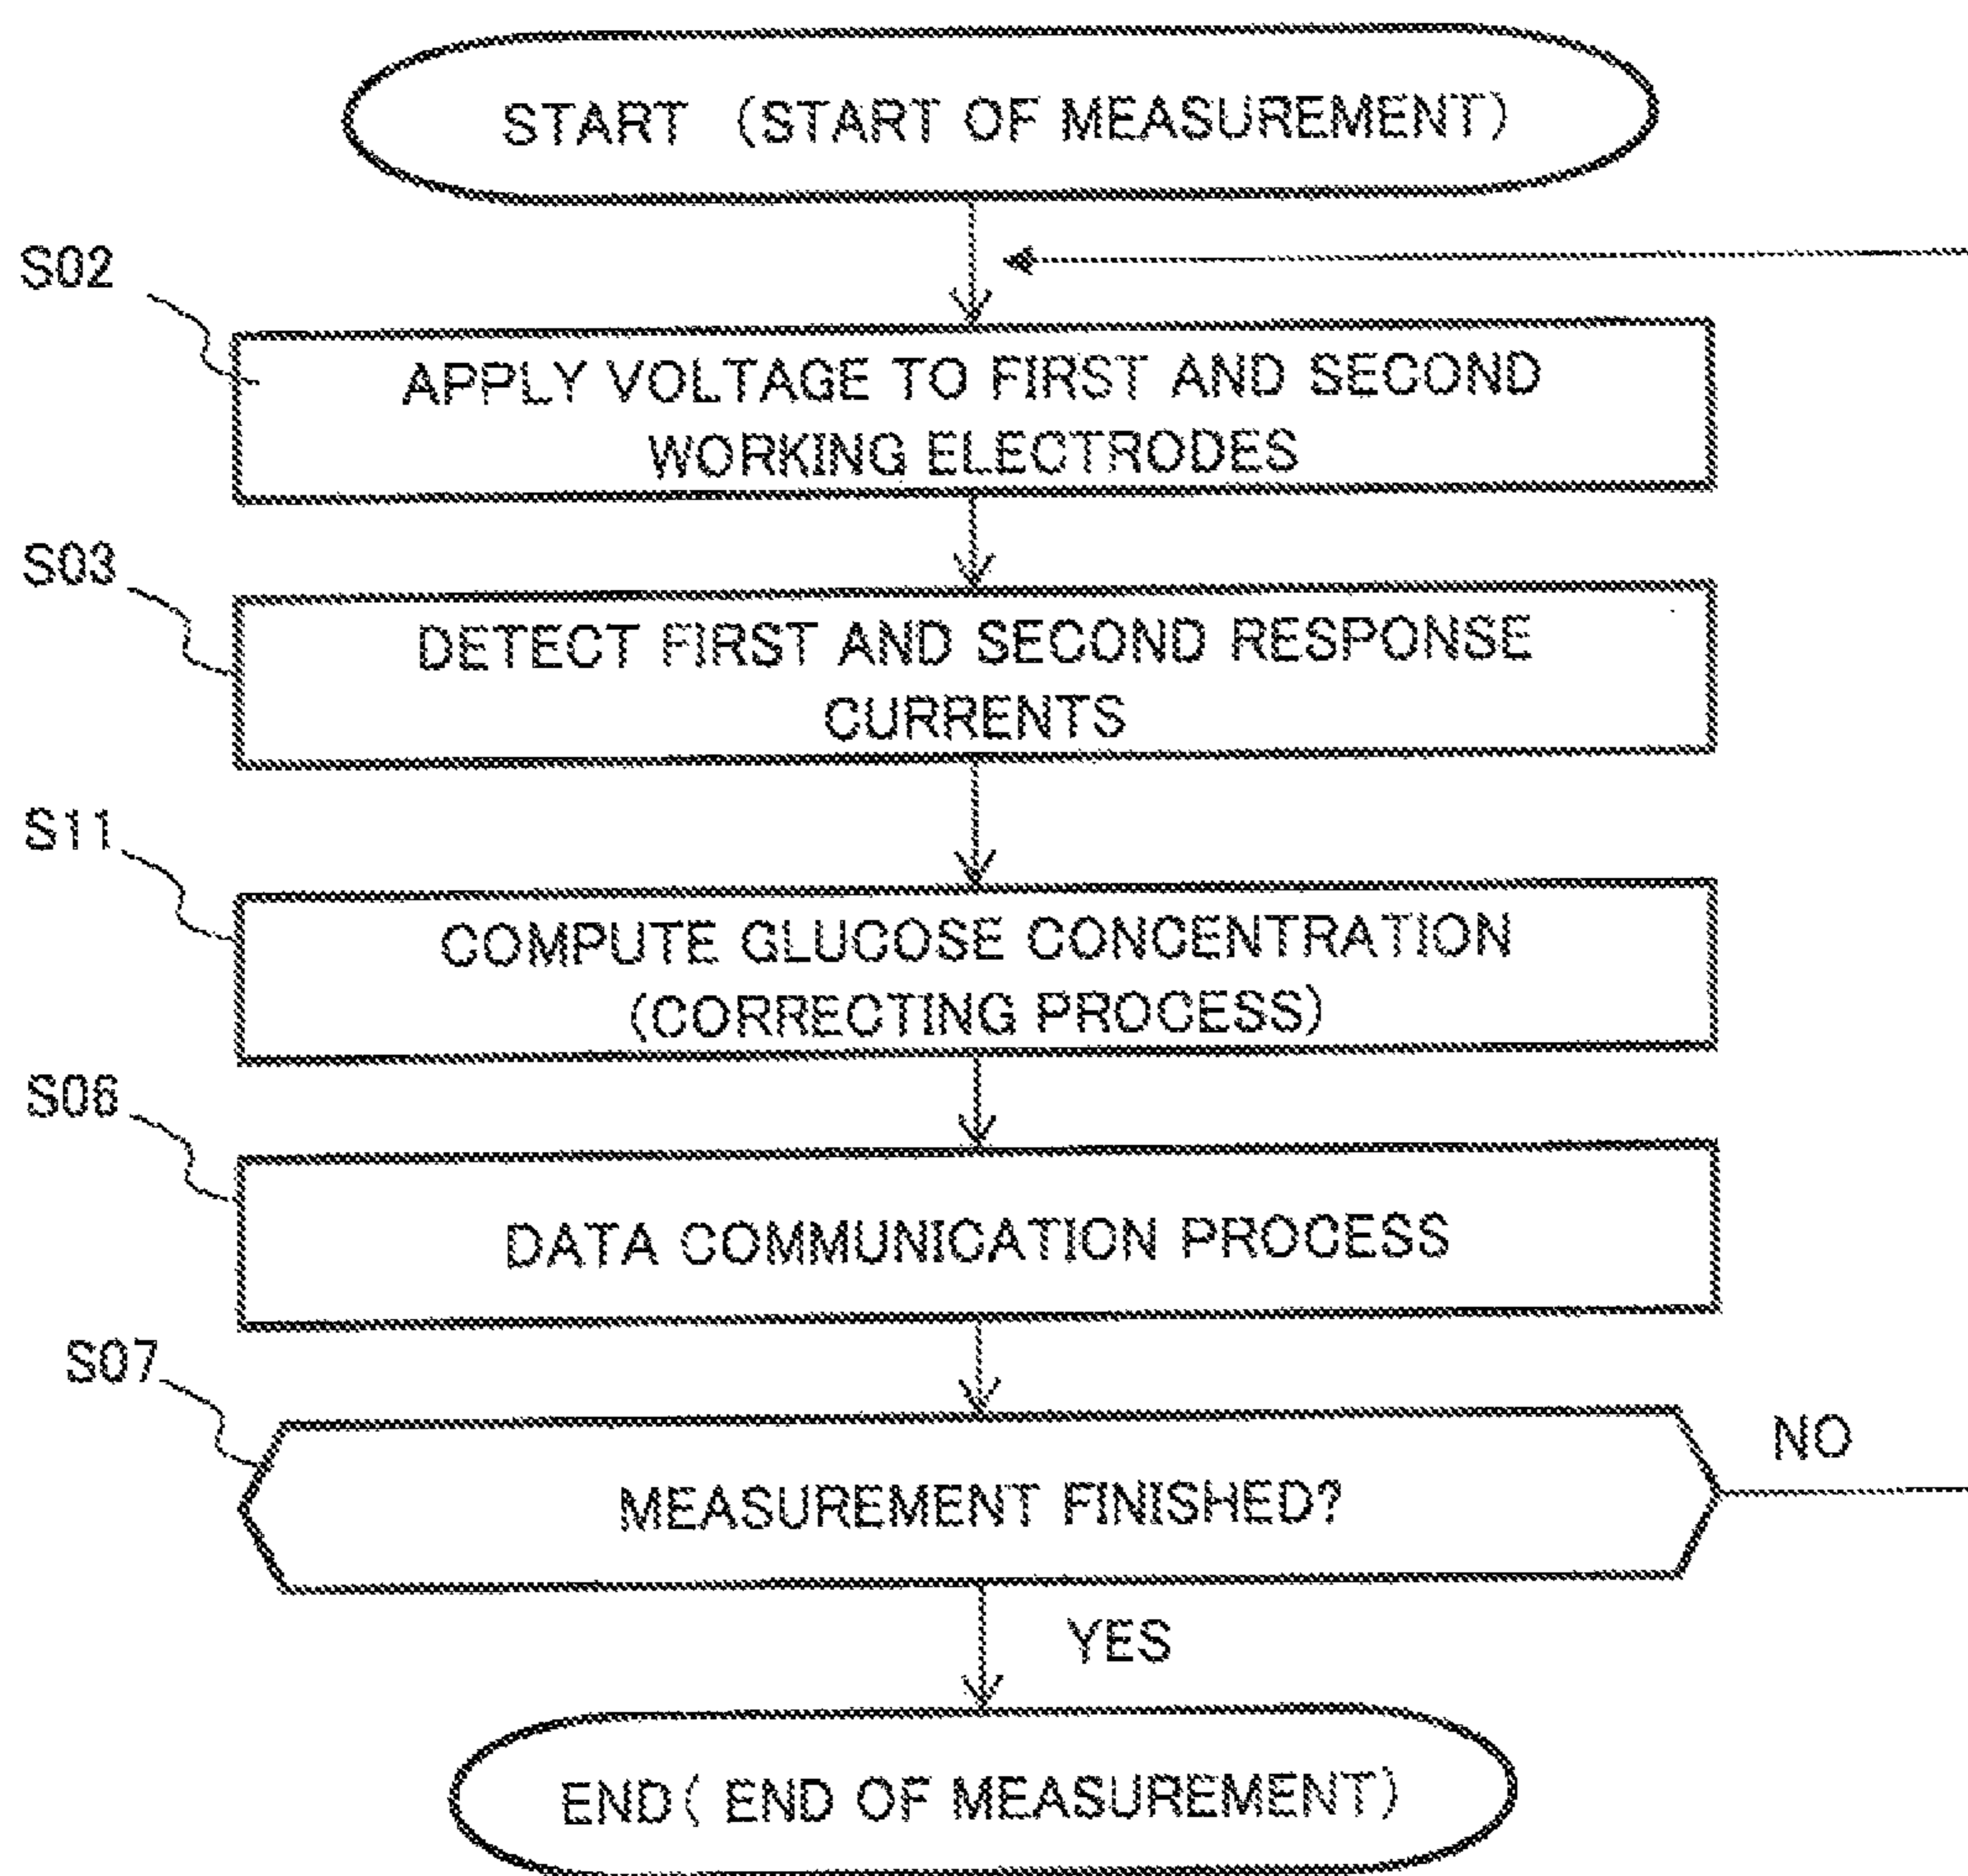 START (START OF MEASUREMENT)
S02
APPLY VOLTAGE TO FIRST AND SECOND
WORKING ELECTRODES
S03
DETECT FIRST AND SECOND RESPONSE
CURRENTS
S11
COMPUTE GLUCOSE CONCENTRATION
(CORRECTING PROCESS)
S06
DATA COMMUNICATION PROCESS
S07
MEASUREMENT FINISHED?
NO
YES
END( END OF MEASUREMENT)